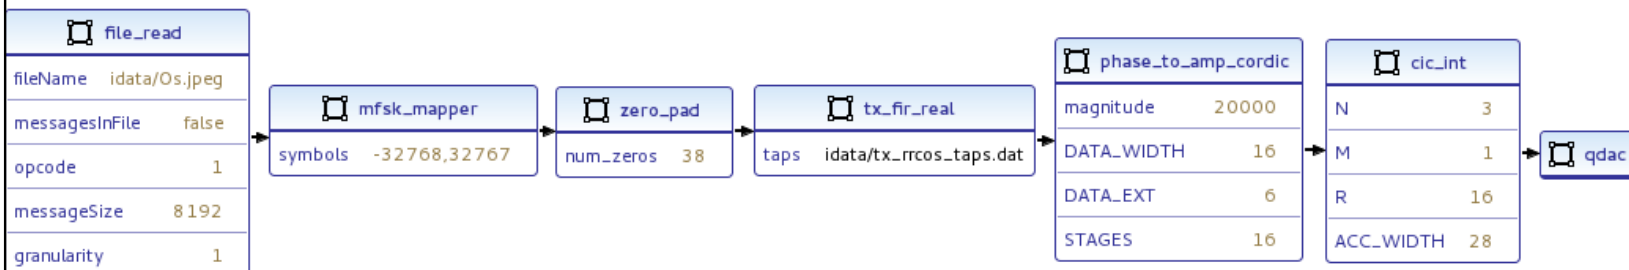 file_read
fileName idata/Os.jpeg
messagesInFile false
opcode 1
messageSize 8192
granularity 1
mfsk_mapper
symbols -32768,32767
zero_pad
num_zeros 38
tx_fir_real
taps idata/tx_rrcos_taps.dat
phase_to_amp_cordic
magnitude 20000
DATA_WIDTH 16
DATA_EXT 6
STAGES 16
cic_int
N 3
M 1
R 16
ACC_WIDTH 28
qdac